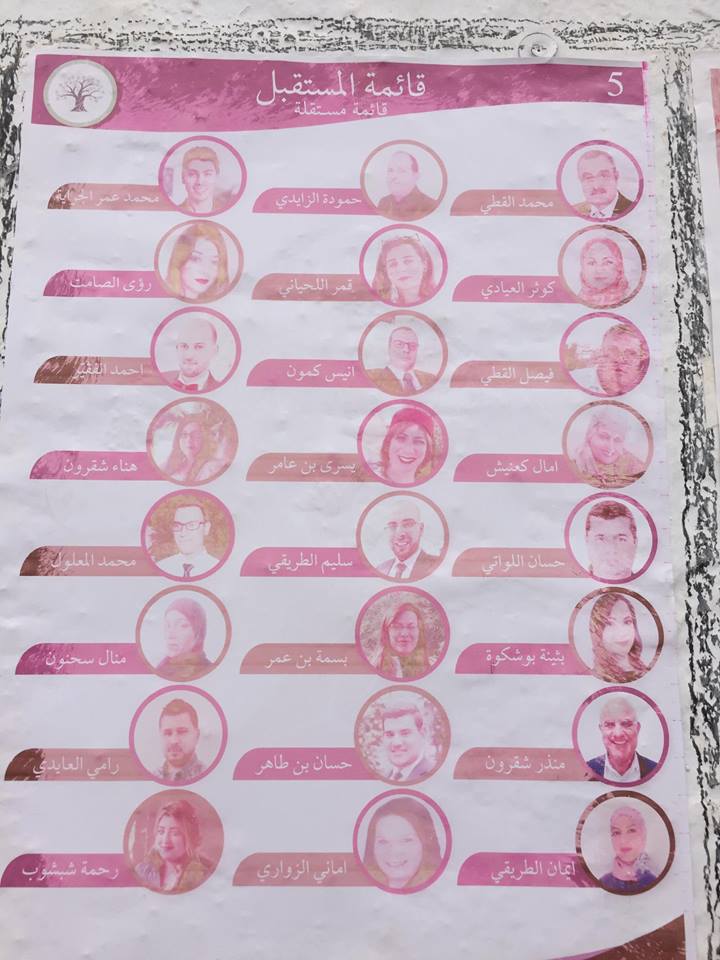 5
قائمة المستقبل
قائمة مستقلة
محمد القطي
حمودة الزايدي
محمد عمر الجراية
كوثر العيادي
قمر اللحياني
رؤى الصامت
فيصل القطي
انيس كمون
احمد الفقير
امال كعنيش
يسرى بن عامر
هناء شقرون
حسان اللواتي
سليم الطريقي
محمد المعلول
بثينة بوشكوة
بسمة بن عمر
منال سحنون
منذر شقرون
حسان بن طاهر
رامي العايدي
إيمان الطريقي
اماني الزواري
رحمة شبشوب